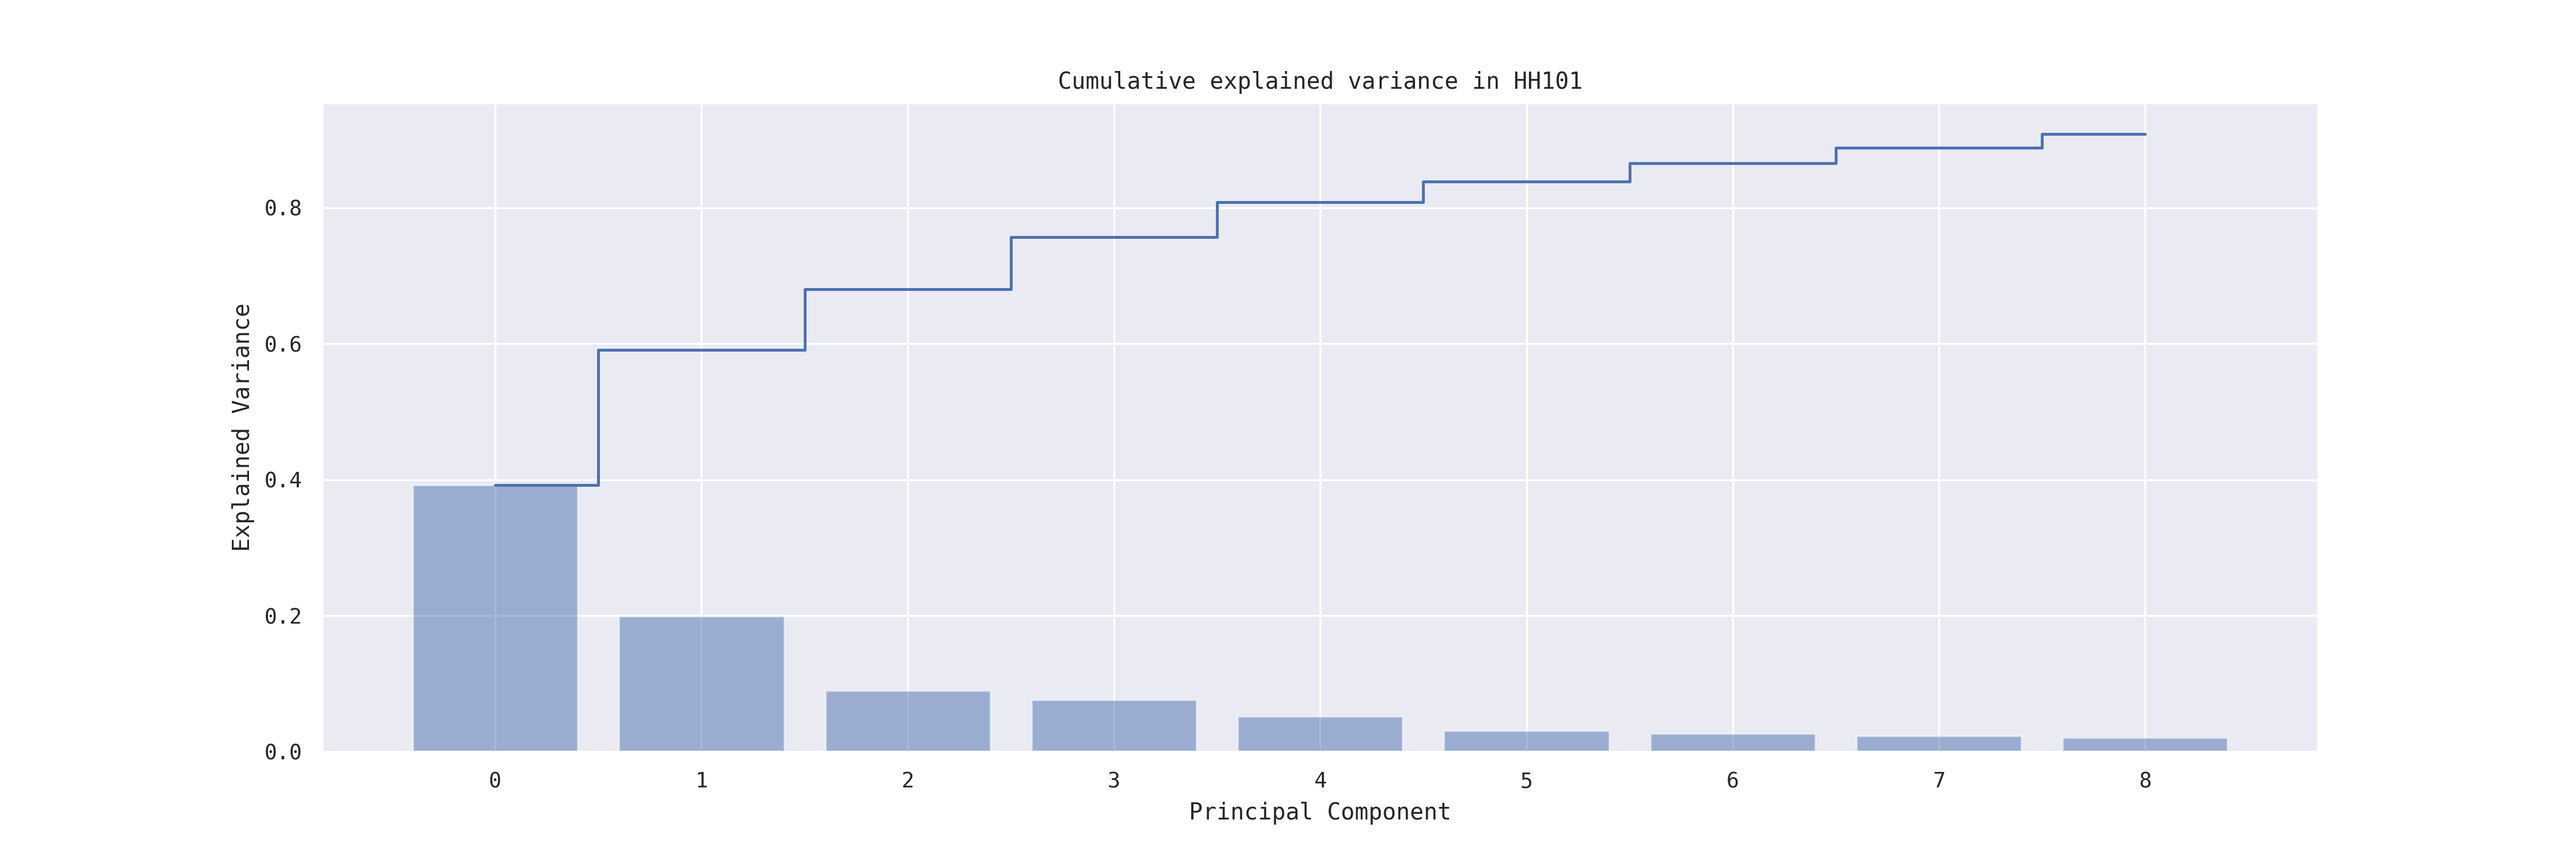 Cumulative explained variance in HH101
Explained Variance
0.8
0.6
0.4
0.2
0.0
0 1 2 3 4 5 6 7 8
Principal Component